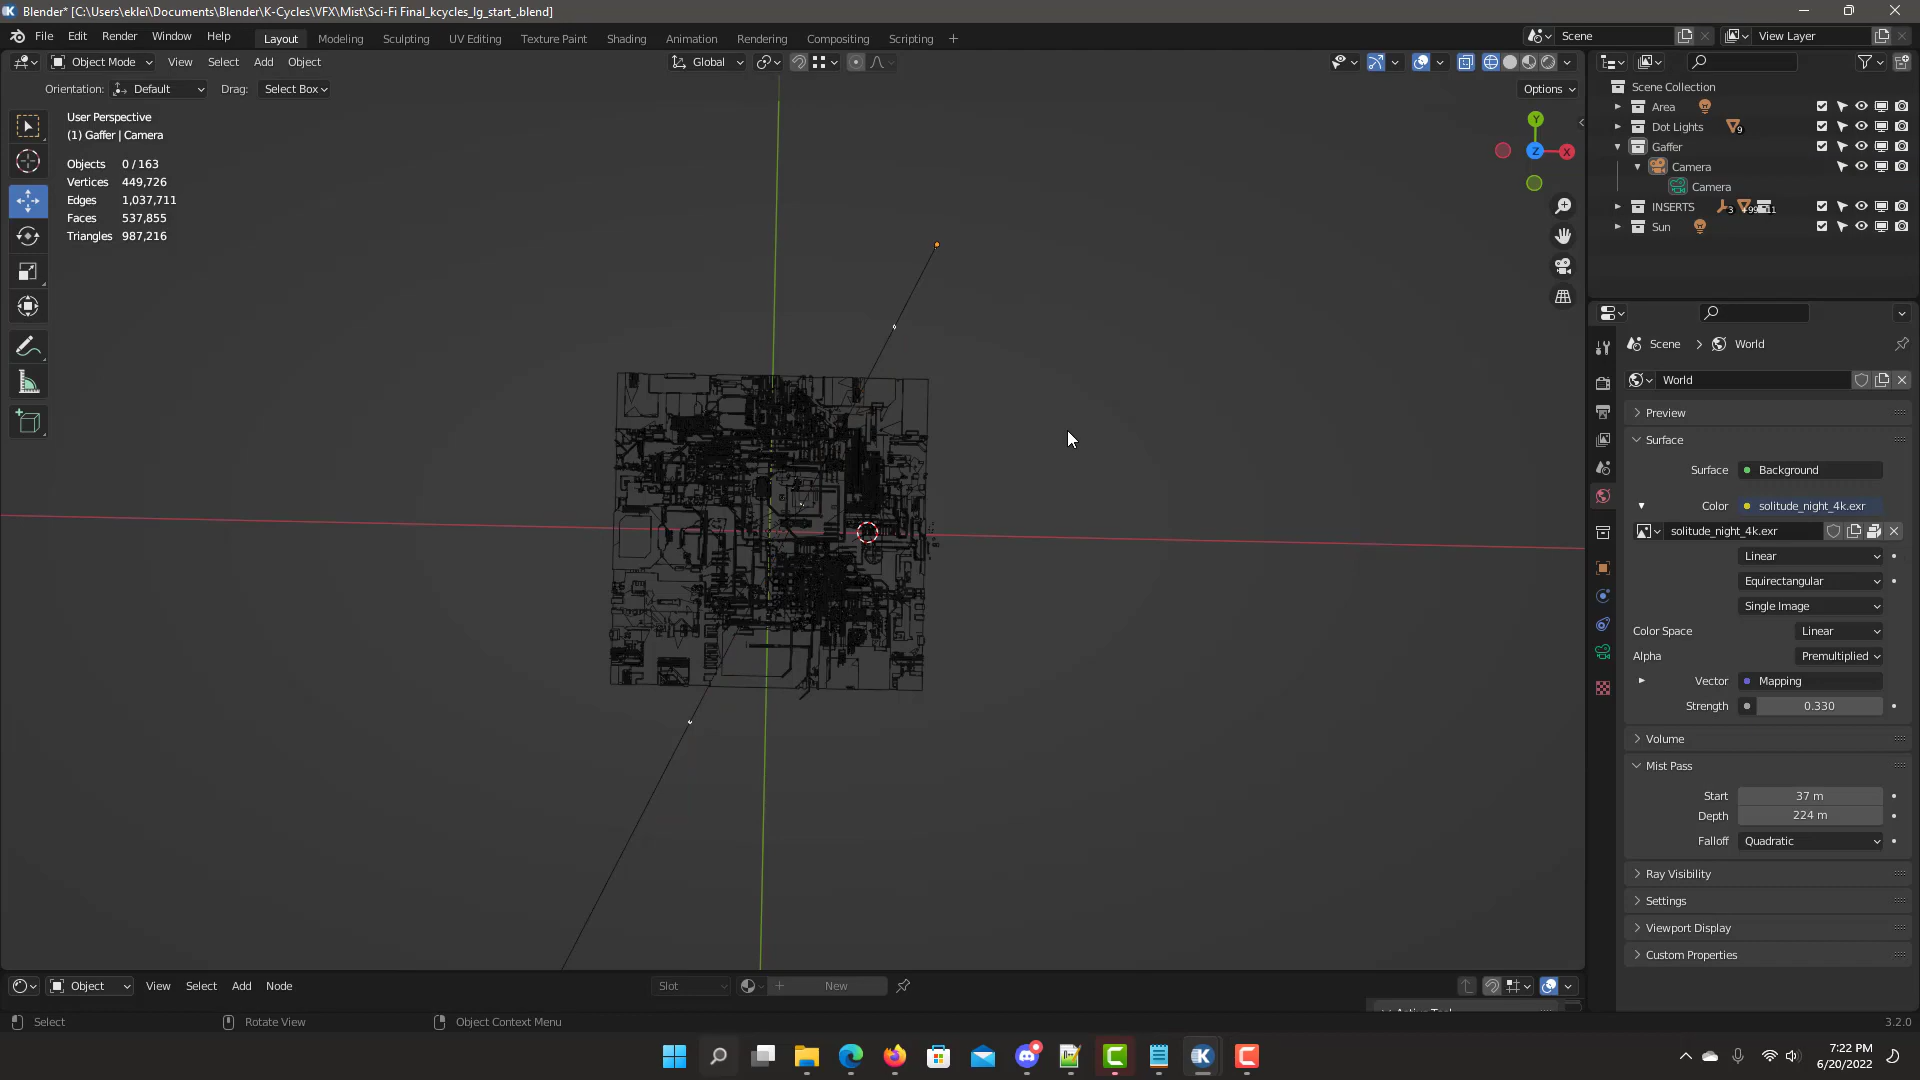 Blender* [C:\Users\eklei\Documents\Blender\K-Cycles\VFX\Mist\Sci-Fi Final_kcycles_lg_start_.blend]
File Edit Render Window Help Layout Modeling Sculpting UV Editing Texture Paint Shading Animation Rendering Compositing Scripting + Scene View Layer
Object Mode View Select Add Object Global
Orientation: Default Drag: Select Box Options
User Perspective
(1) Gaffer | Camera
Objects 0 / 163
Vertices 449,726
Edges 1,037,711
Faces 537,855
Triangles 987,216
Y
Z X
Scene Collection
Area
Dot Lights 9
Gaffer
Camera
Camera
INSERTS 3 +99 11
Sun
Scene > World
World
Preview
Surface
Surface Background
Color solitude_night_4k.exr
solitude_night_4k.exr
Linear
Equirectangular
Single Image
Color Space Linear
Alpha Premultiplied
Vector Mapping
Strength 0.330
Volume
Mist Pass
Start 37 m
Depth 224 m
Falloff Quadratic
Ray Visibility
Settings
Viewport Display
Custom Properties
Object View Select Add Node Slot + New
Select Rotate View Object Context Menu 3.2.0
7:22 PM
6/20/2022